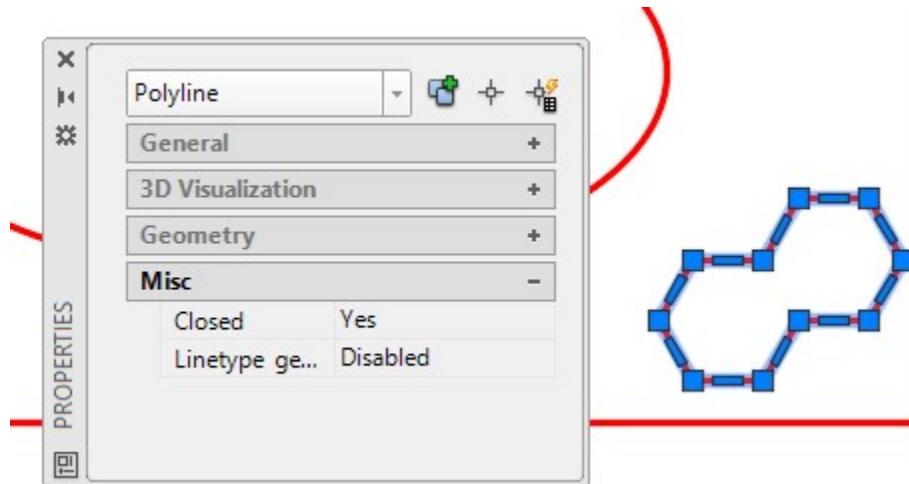 Polyline
General
3D Visualization
Geometry
Misc
Closed Yes
Linetype ge... Disabled
PROPERTIES